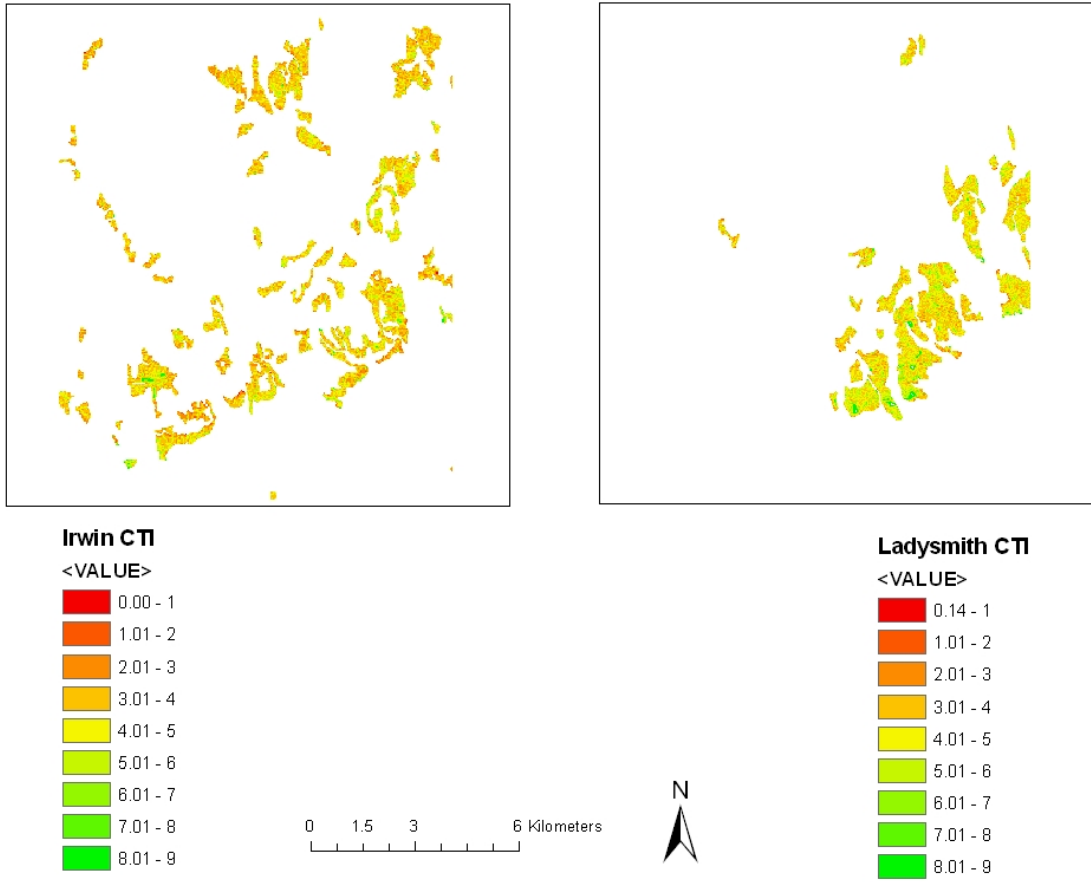 Irwin CTI
<VALUE>
0.00 - 1
1.01 - 2
2.01 - 3
3.01 - 4
4.01 - 5
5.01 - 6
6.01 - 7
7.01 - 8
8.01 - 9
0 1.5 3 6 Kilometers
N
Ladysmith CTI
<VALUE>
0.14 - 1
1.01 - 2
2.01 - 3
3.01 - 4
4.01 - 5
5.01 - 6
6.01 - 7
7.01 - 8
8.01 - 9